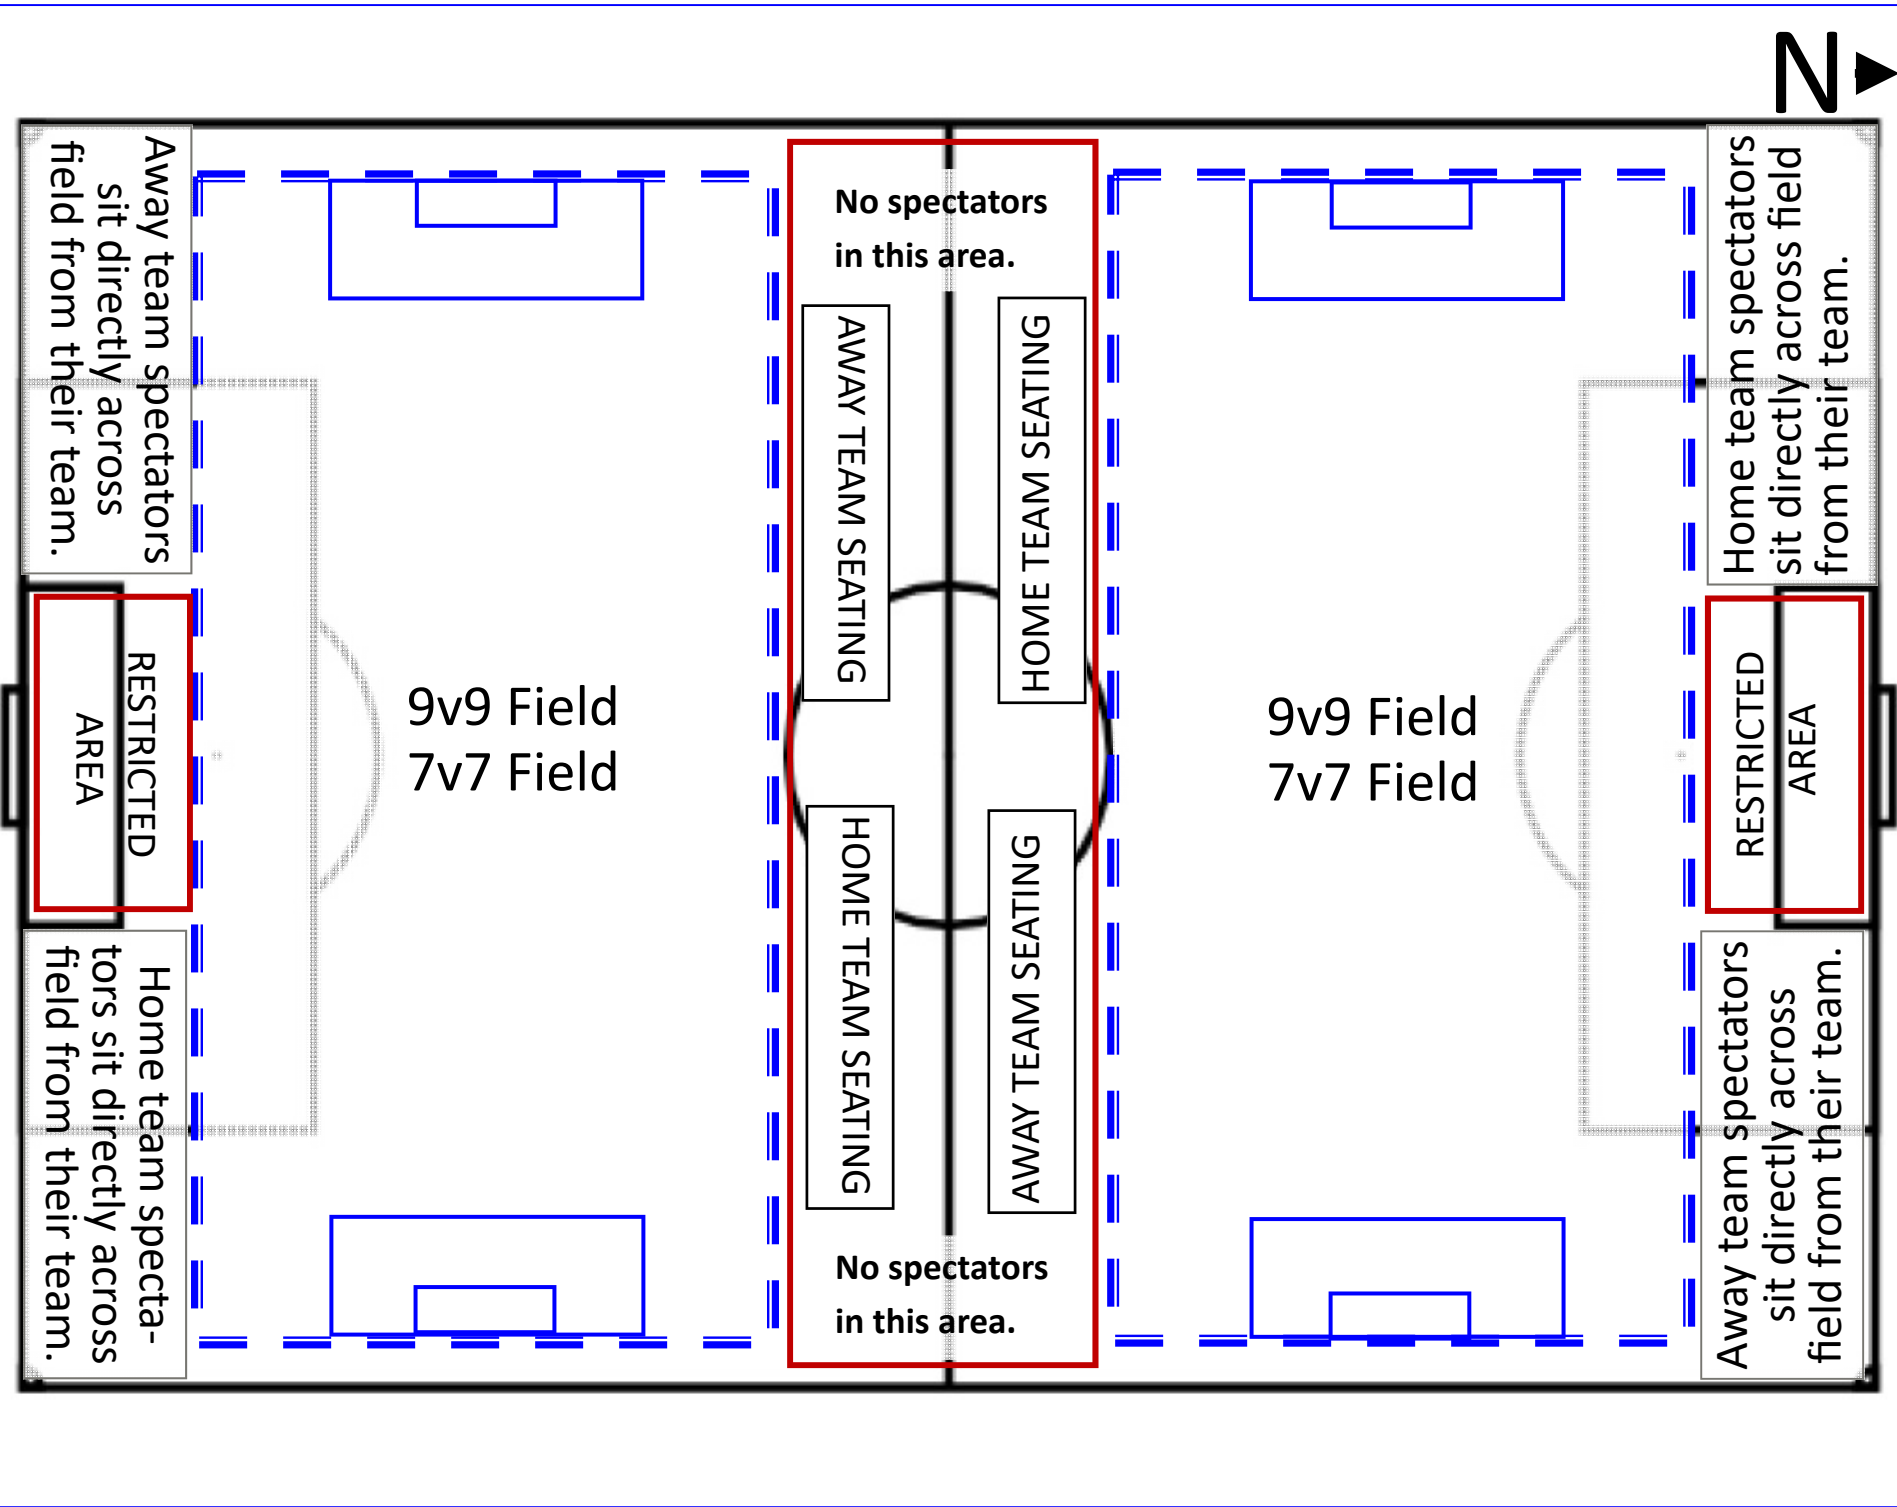 N
Away team spectators
sit directly across
field from their team.
No spectators
in this area.
Home team spectators
sit directly across field
from their team.
AWAY TEAM SEATING
HOME TEAM SEATING
RESTRICTED
AREA
9v9 Field
7v7 Field
9v9 Field
7v7 Field
RESTRICTED
AREA
HOME TEAM SEATING
AWAY TEAM SEATING
Home team specta-
tors sit directly across
field from their team.
No spectators
in this area.
Away team spectators
sit directly across
field from their team.